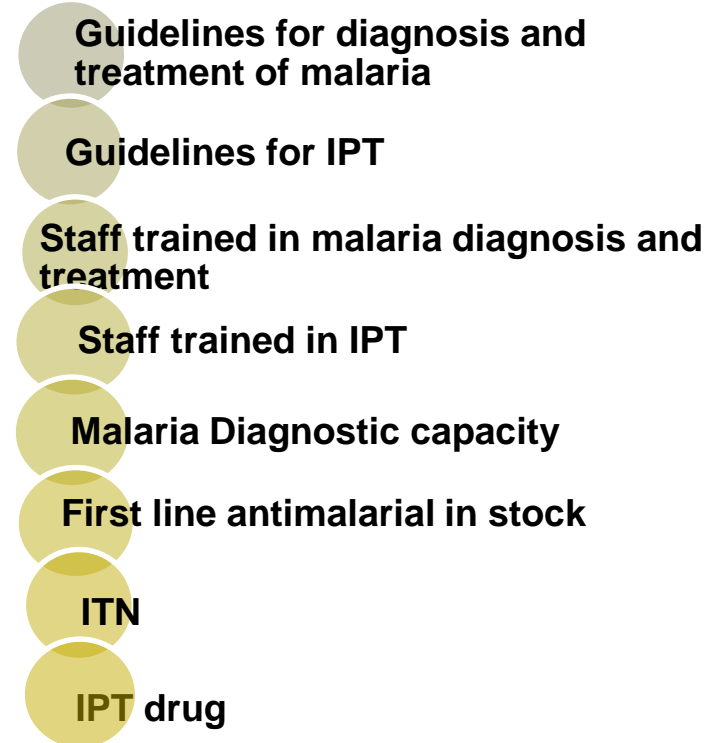 Guidelines for diagnosis and
treatment of malaria
Guidelines for IPT
Staff trained in malaria diagnosis and
treatment
Staff trained in IPT
Malaria Diagnostic capacity
First line antimalarial in stock
ITN
IPT drug